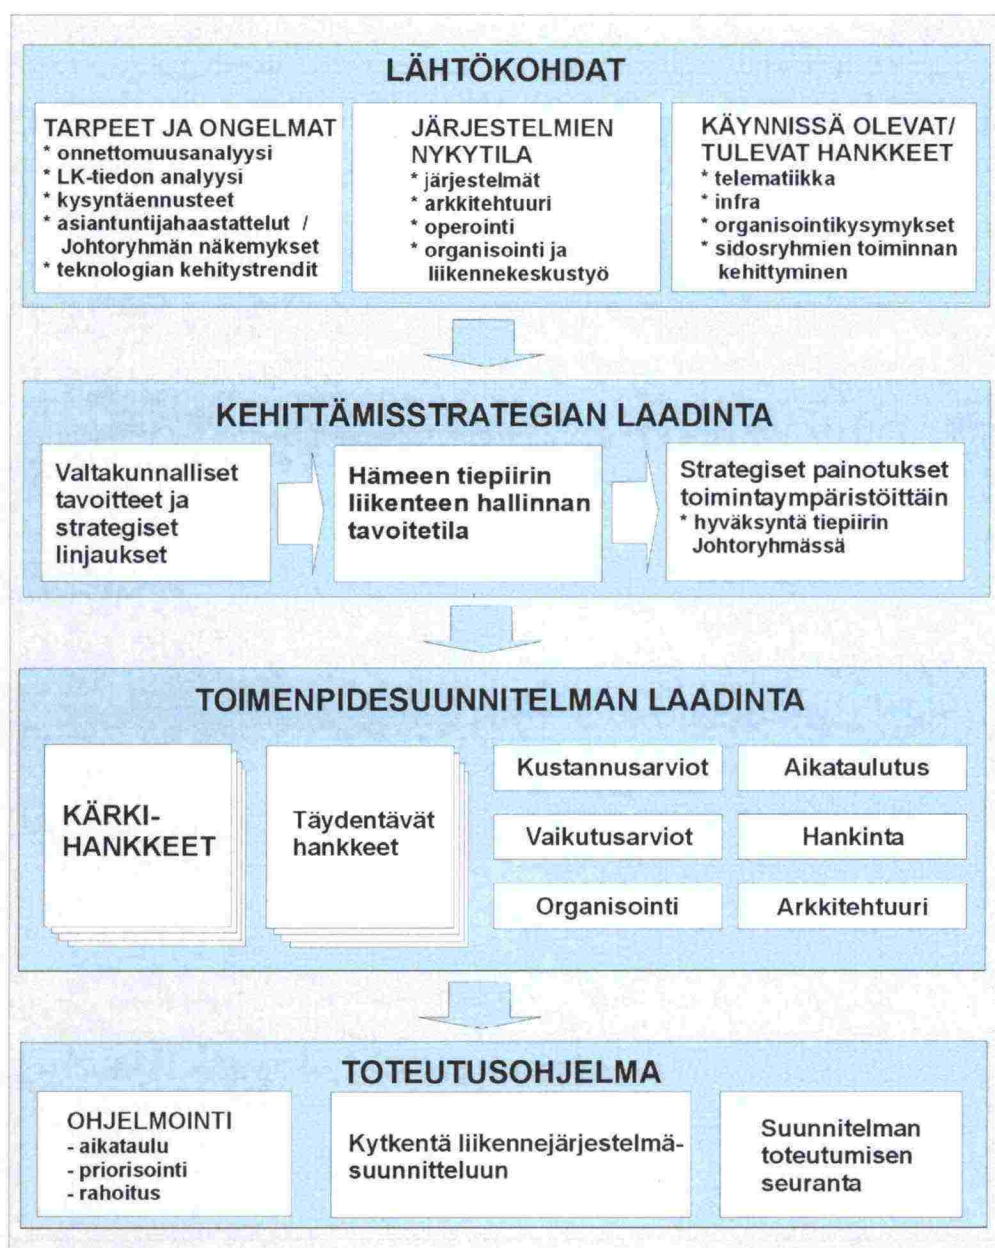 LÄHTÖKOHDAT
TARPEET JA ONGELMAT
* onnettomuusanalyysi
* LK-tiedon analyysi
* kysyntäennusteet
* asiantuntijahaastattelut /
Johtoryhmän näkemykset
* teknologian kehitystrendit
JÄRJESTELMIEN
NYKYTILA
* järjestelmät
* arkkitehtuuri
* operointi
* organisointi ja
liikennekeskustyö
KÄYNNISSÄ OLEVAT/
TULEVAT HANKKEET
* telematiikka
* infra
* organisointikysymykset
* sidosryhmien toiminnan
kehittyminen
KEHITTÄMISSTRATEGIAN LAADINTA
Valtakunnalliset
tavoitteet ja
strategiset
linjaukset
Hämeen tiepiirin
liikenteen hallinnan
tavoitetila
Strategiset painotukset
toimintaympäristöittäin
* hyväksyntä tiepiirin
Johtoryhmässä
TOIMENPIDESUUNNITELMAN LAADINTA
KÄRKI-
HANKKEET
Täydentävät
hankkeet
Kustannusarviot
Aikataulutus
Vaikutusarviot
Hankinta
Organisointi
Arkkitehtuuri
TOTEUTUSOHJELMA
OHJELMOINTI
- aikataulu
- priorisointi
- rahoitus
Kytkentä liikennejärjestelmä-
suunnitteluun
Suunnitelman
toteutumisen
seuranta